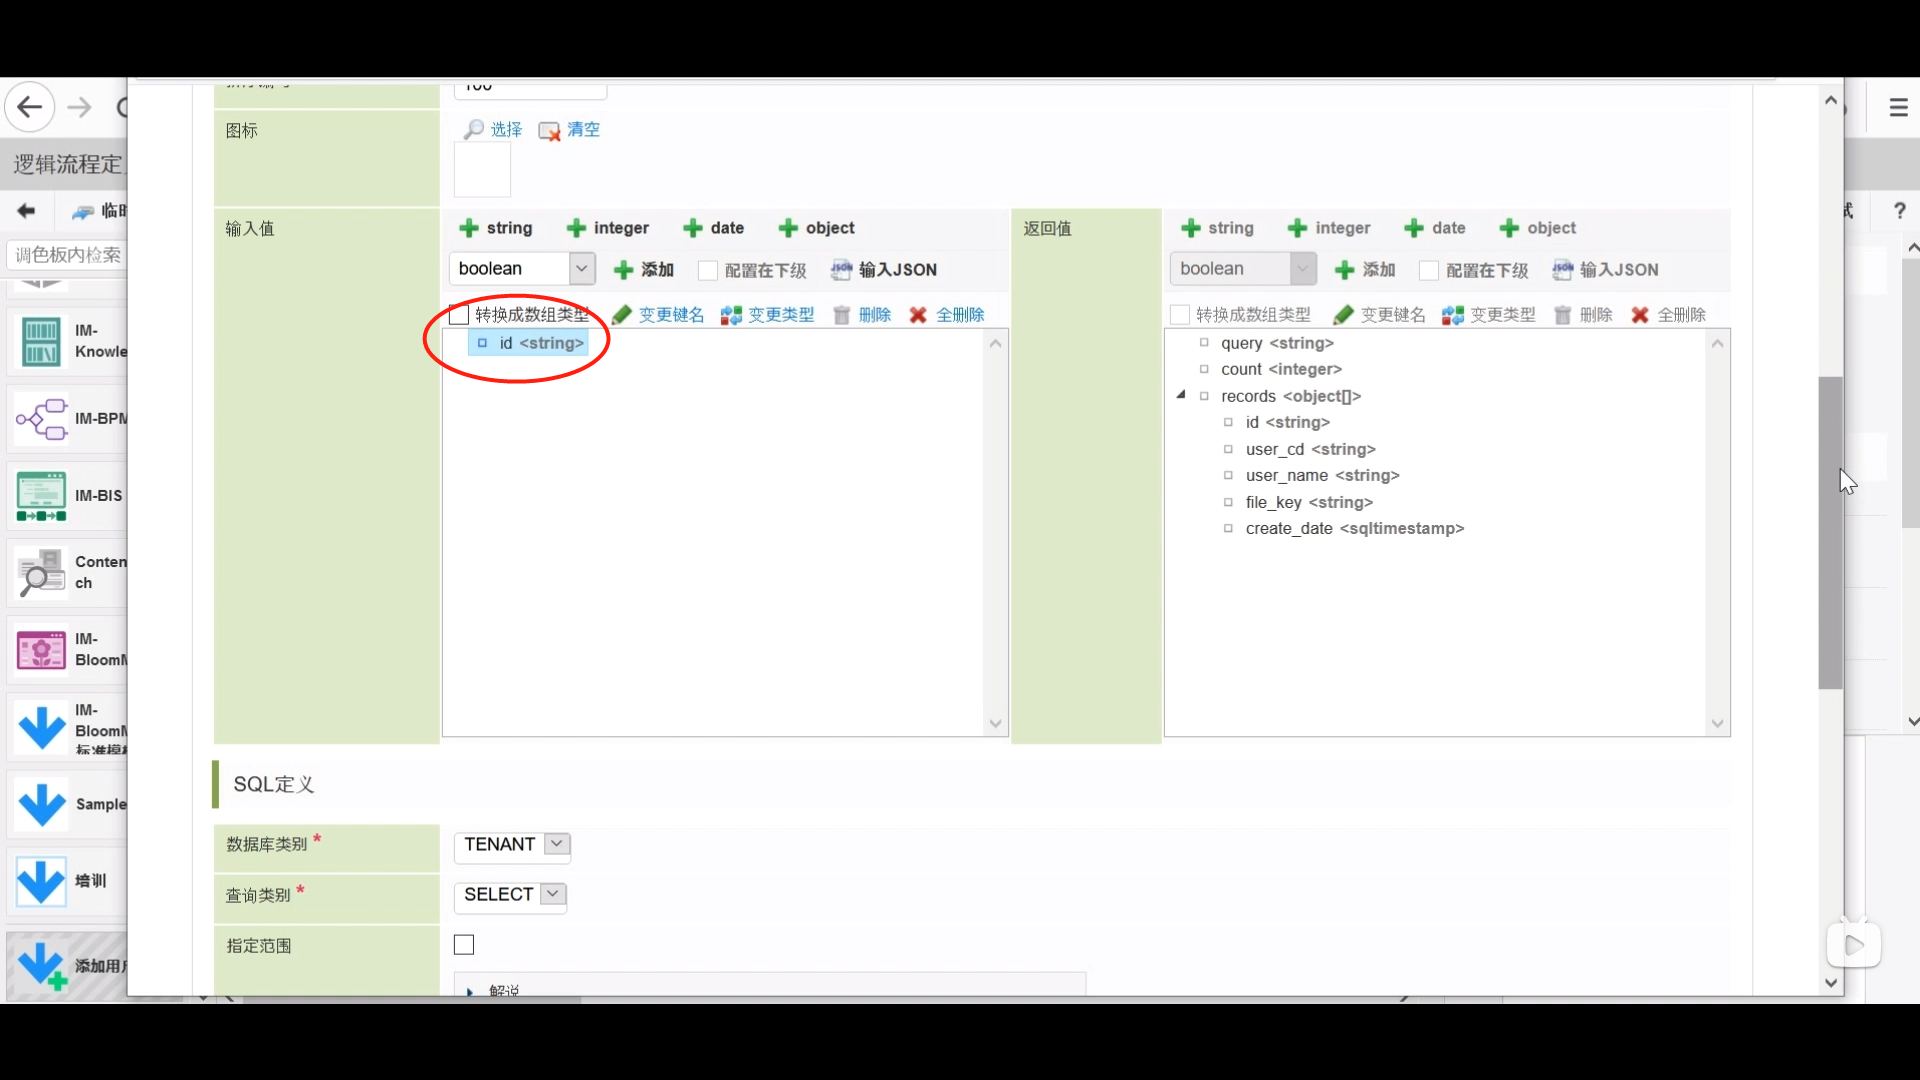 图标
选择 清空
逻辑流程定
临时
调色板内检索
IM-
Knowle
IM-BPM
IM-BIS
Conten
ch
IM-
BloomM
IM-
BloomM
Sample
培训
添加用户
输入值
string integer date object
boolean 添加 配置在下级 JSON 输入JSON
转换成数组类型 变更键名 变更类型 删除 全删除
id <string>
返回值
string integer date object
boolean 添加 配置在下级 JSON 输入JSON
转换成数组类型 变更键名 变更类型 删除 全删除
query <string>
count <integer>
records <object[]>
id <string>
user_cd <string>
user_name <string>
file_key <string>
create_date <sqltimestamp>
SQL定义
数据库类别 * TENANT
查询类别 * SELECT
指定范围
解说
试
?